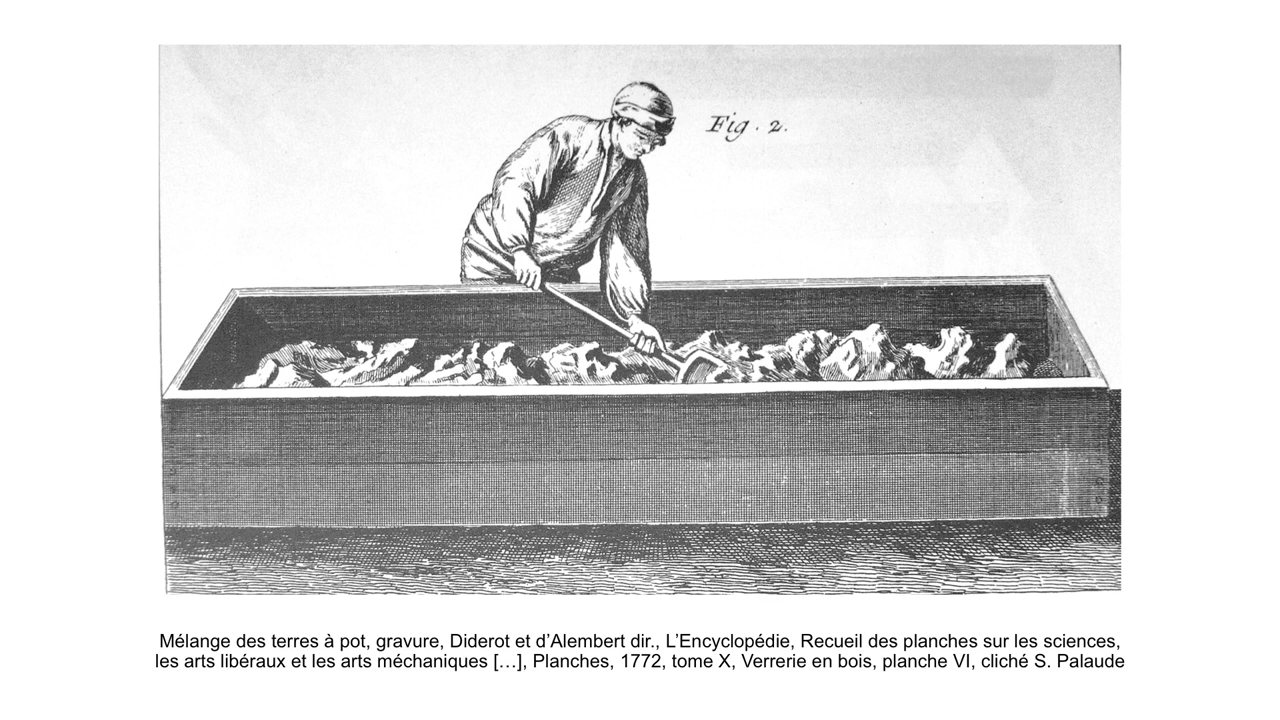 Fig. 2.
Mélange des terres à pot, gravure, Diderot et d’Alembert dir., L’Encyclopédie, Recueil des planches sur les sciences,
les arts libéraux et les arts méchaniques […], Planches, 1772, tome X, Verrerie en bois, planche VI, cliché S. Palaude